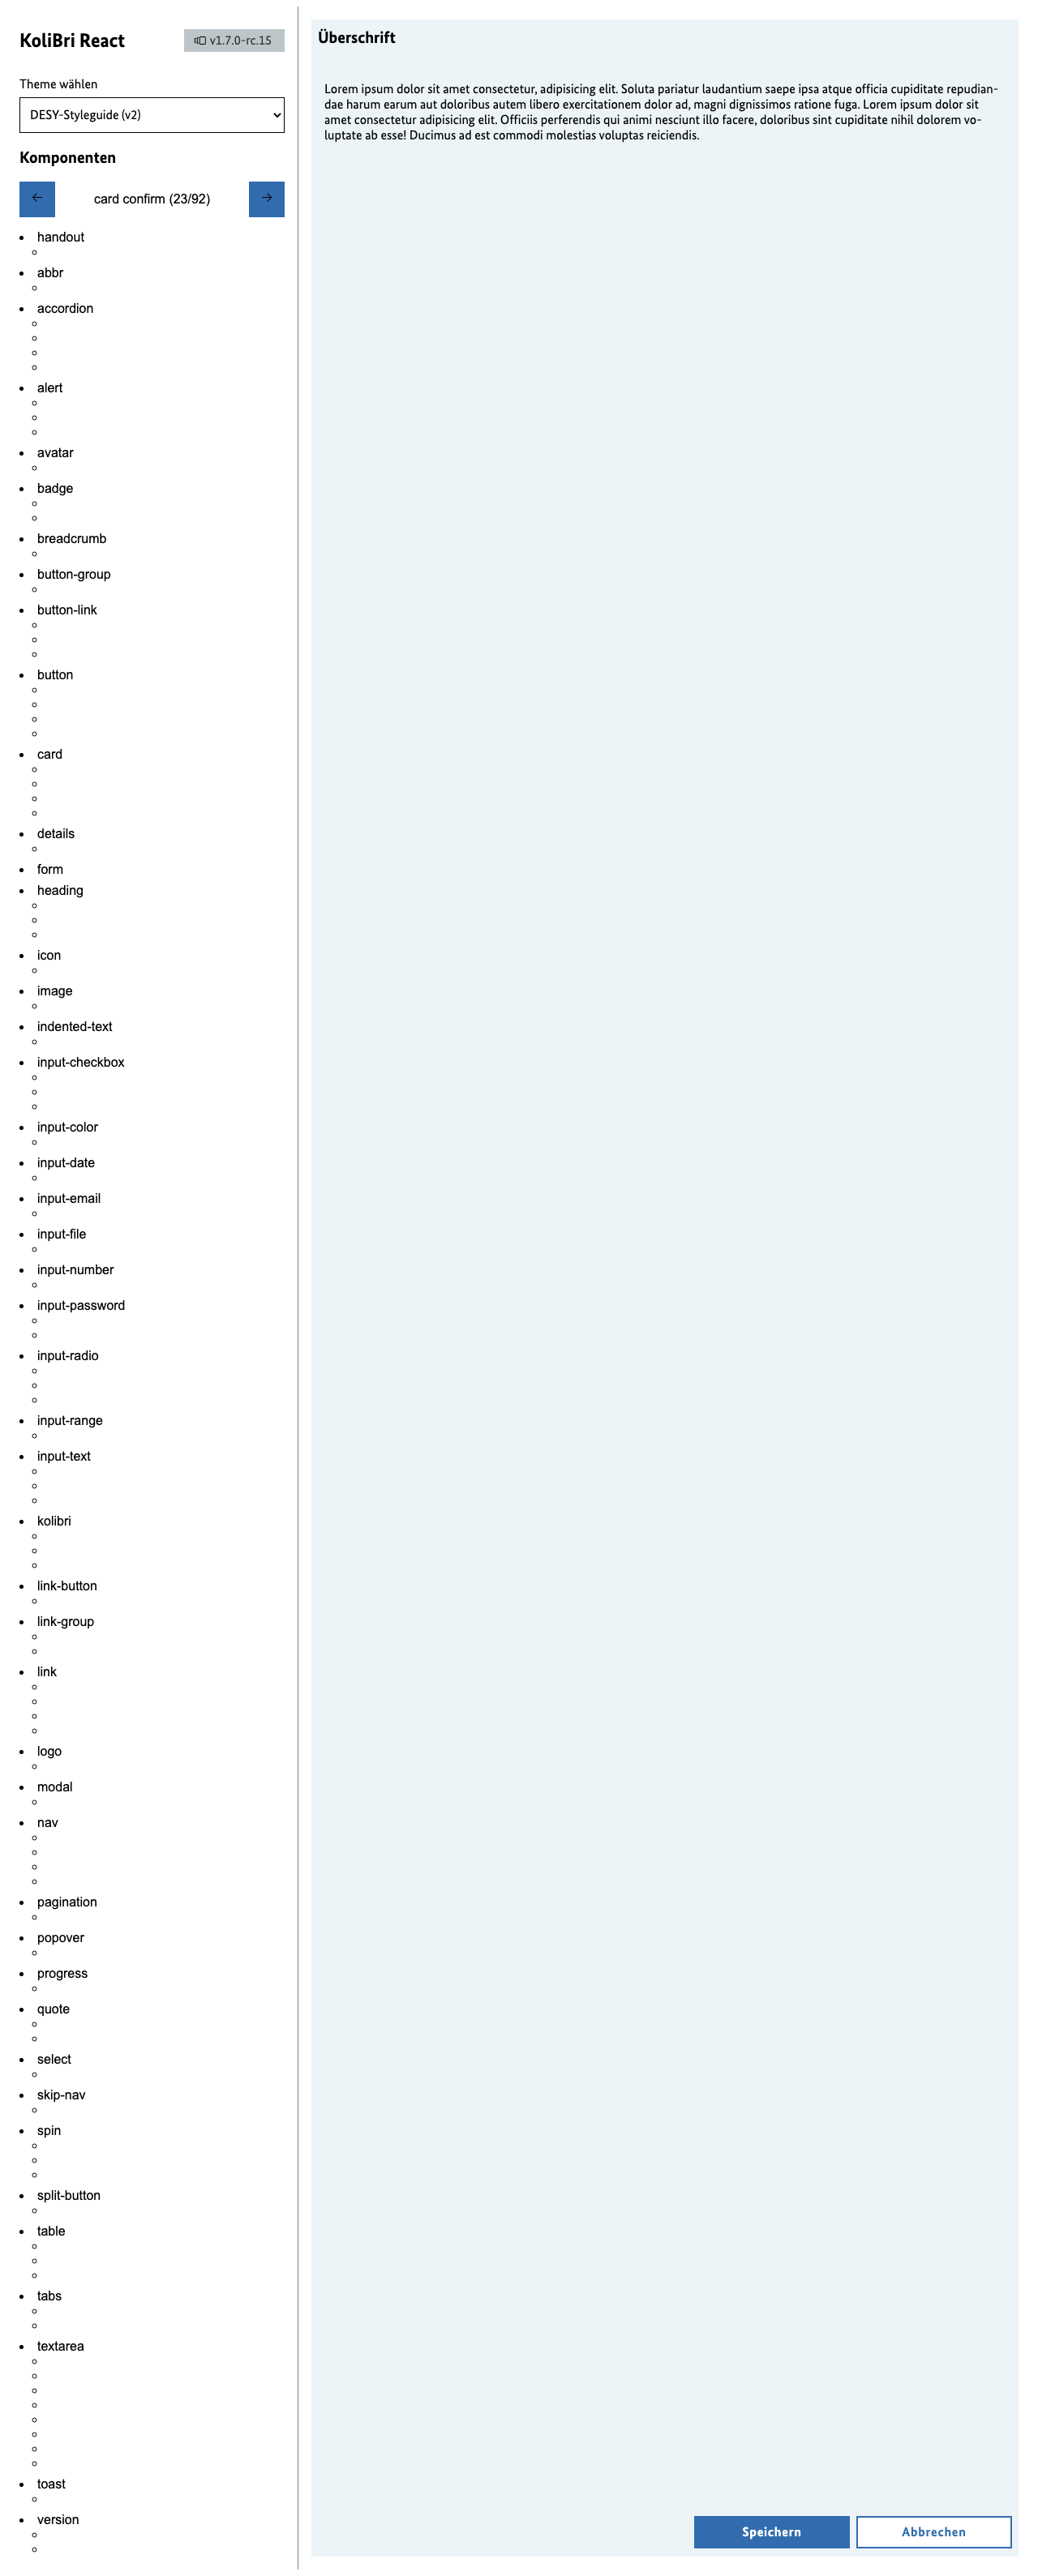 KoliBri React
v1.7.0-rc.15
Theme wählen
DESY-Styleguide (v2)
Komponenten
card confirm (23/92)
handout
abbr
accordion
alert
avatar
badge
breadcrumb
button-group
button-link
button
card
details
form
heading
icon
image
indented-text
input-checkbox
input-color
input-date
input-email
input-file
input-number
input-password
input-radio
input-range
input-text
kolibri
link-button
link-group
link
logo
modal
nav
pagination
popover
progress
quote
select
skip-nav
spin
split-button
table
tabs
textarea
toast
version
Überschrift
Lorem ipsum dolor sit amet consectetur, adipisicing elit. Soluta pariatur laudantium saepe ipsa atque officia cupiditate repudian-
dae harum earum aut doloribus autem libero exercitationem dolor ad, magni dignissimos ratione fuga. Lorem ipsum dolor sit
amet consectetur adipisicing elit. Officiis perferendis qui animi nesciunt illo facere, doloribus sint cupiditate nihil dolorem vo-
luptate ab esse! Ducimus ad est commodi molestias voluptas reiciendis.
Speichern
Abbrechen